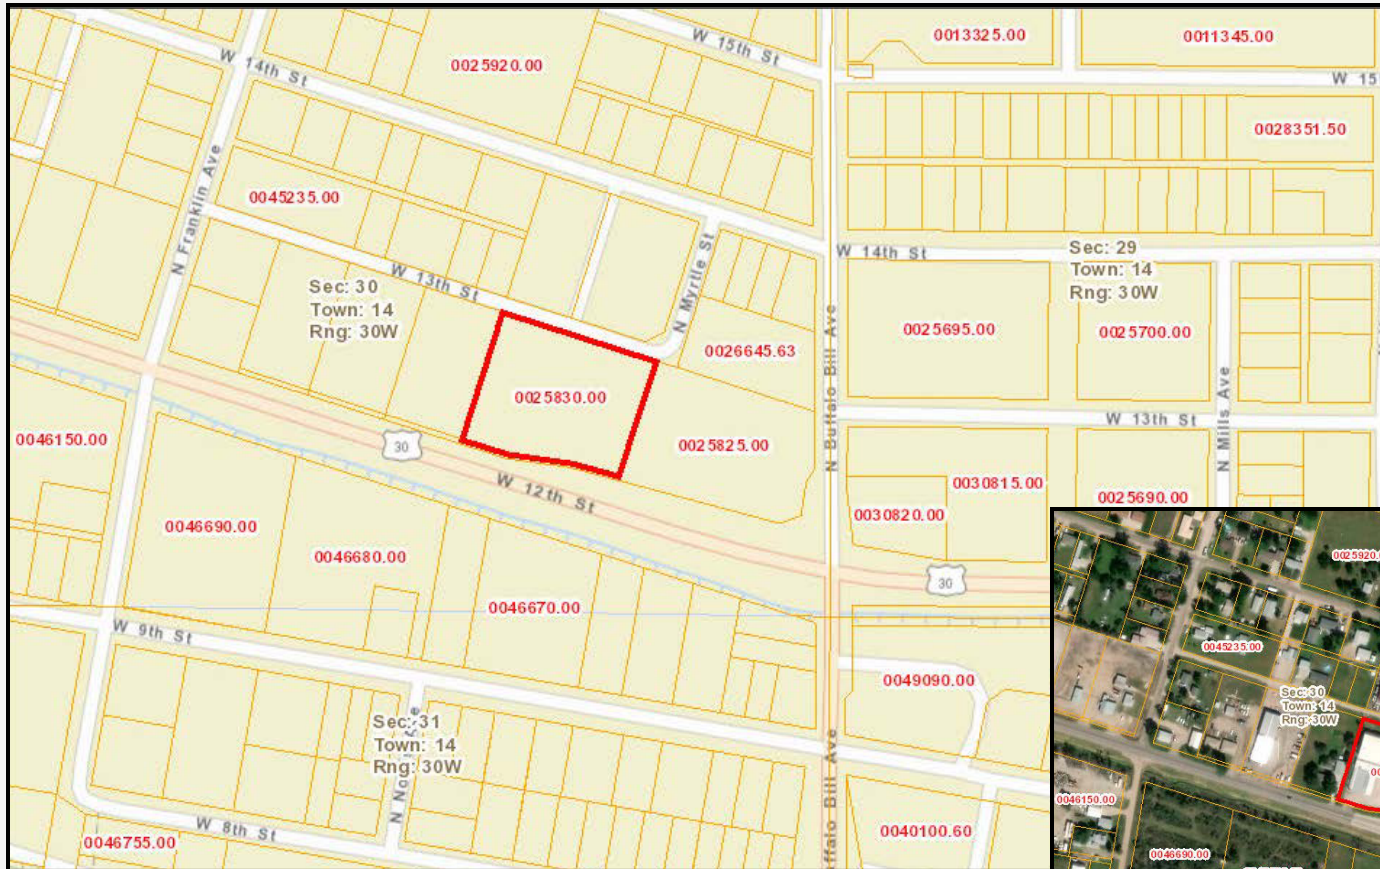 W 15th St
0013325.00
0011345.00
W 14th St
0025920.00
W 15
0028351.50
N Franklin Ave
0045235.00
N Myrtle St
W 14th St
Sec: 29
Town: 14
Rng: 30W
W 13th St
Sec: 30
Town: 14
Rng: 30W
N Buffalo Bill Ave
0025695.00
0025700.00
0026645.63
0025830.00
N Mills Ave
W 13th St
0046150.00
30
0025825.00
W 12th St
0030815.00
0025690.00
0030820.00
0046690.00
0046680.00
30
0046670.00
W 9th St
0049090.00
Sec: 31
Town: 14
Rng: 30W
W 8th St
0046755.00
0040100.60
ffalo Bill Ave
0025920.
0045235.00
Sec: 30
Town: 14
Rng: 30W
00
0046150.00
0046690.00